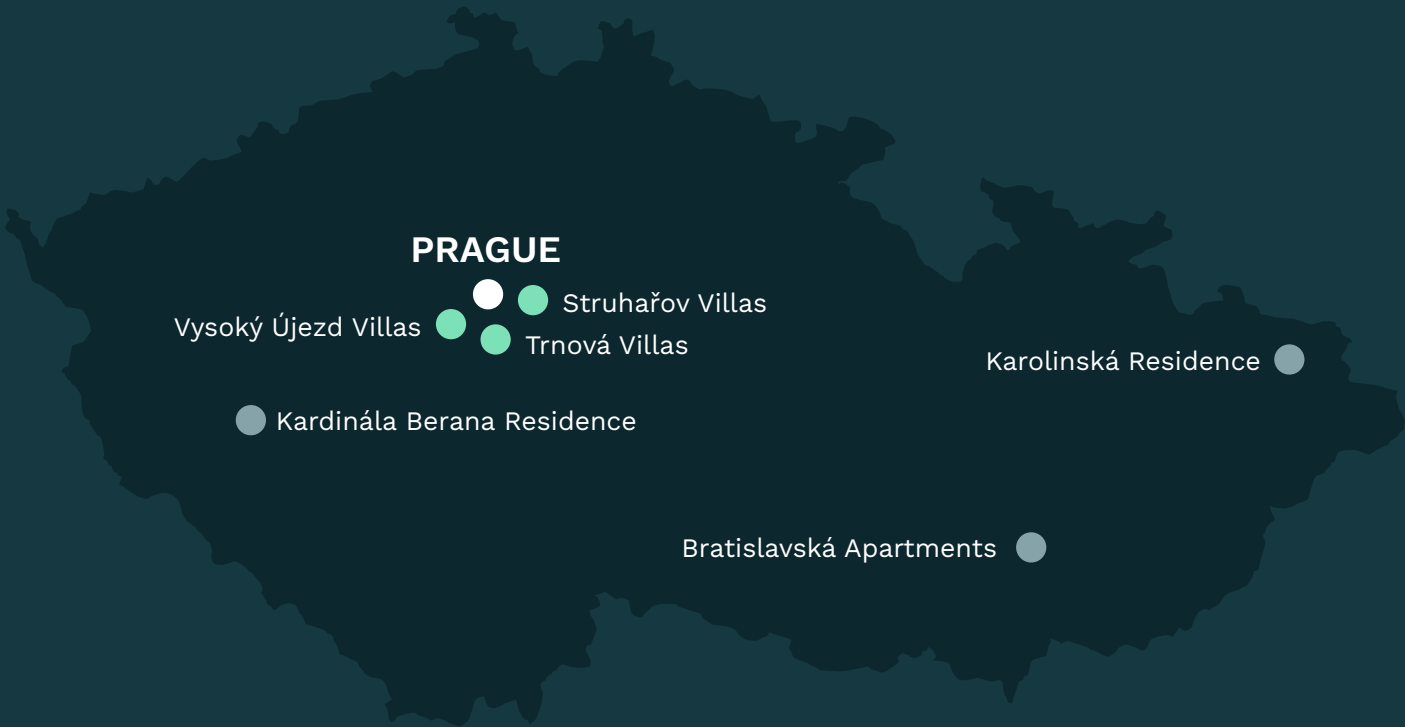 PRAGUE
Struhařov Villas
Vysoký Újezd Villas
Trnová Villas
Karolinská Residence
Kardinála Berana Residence
Bratislavská Apartments